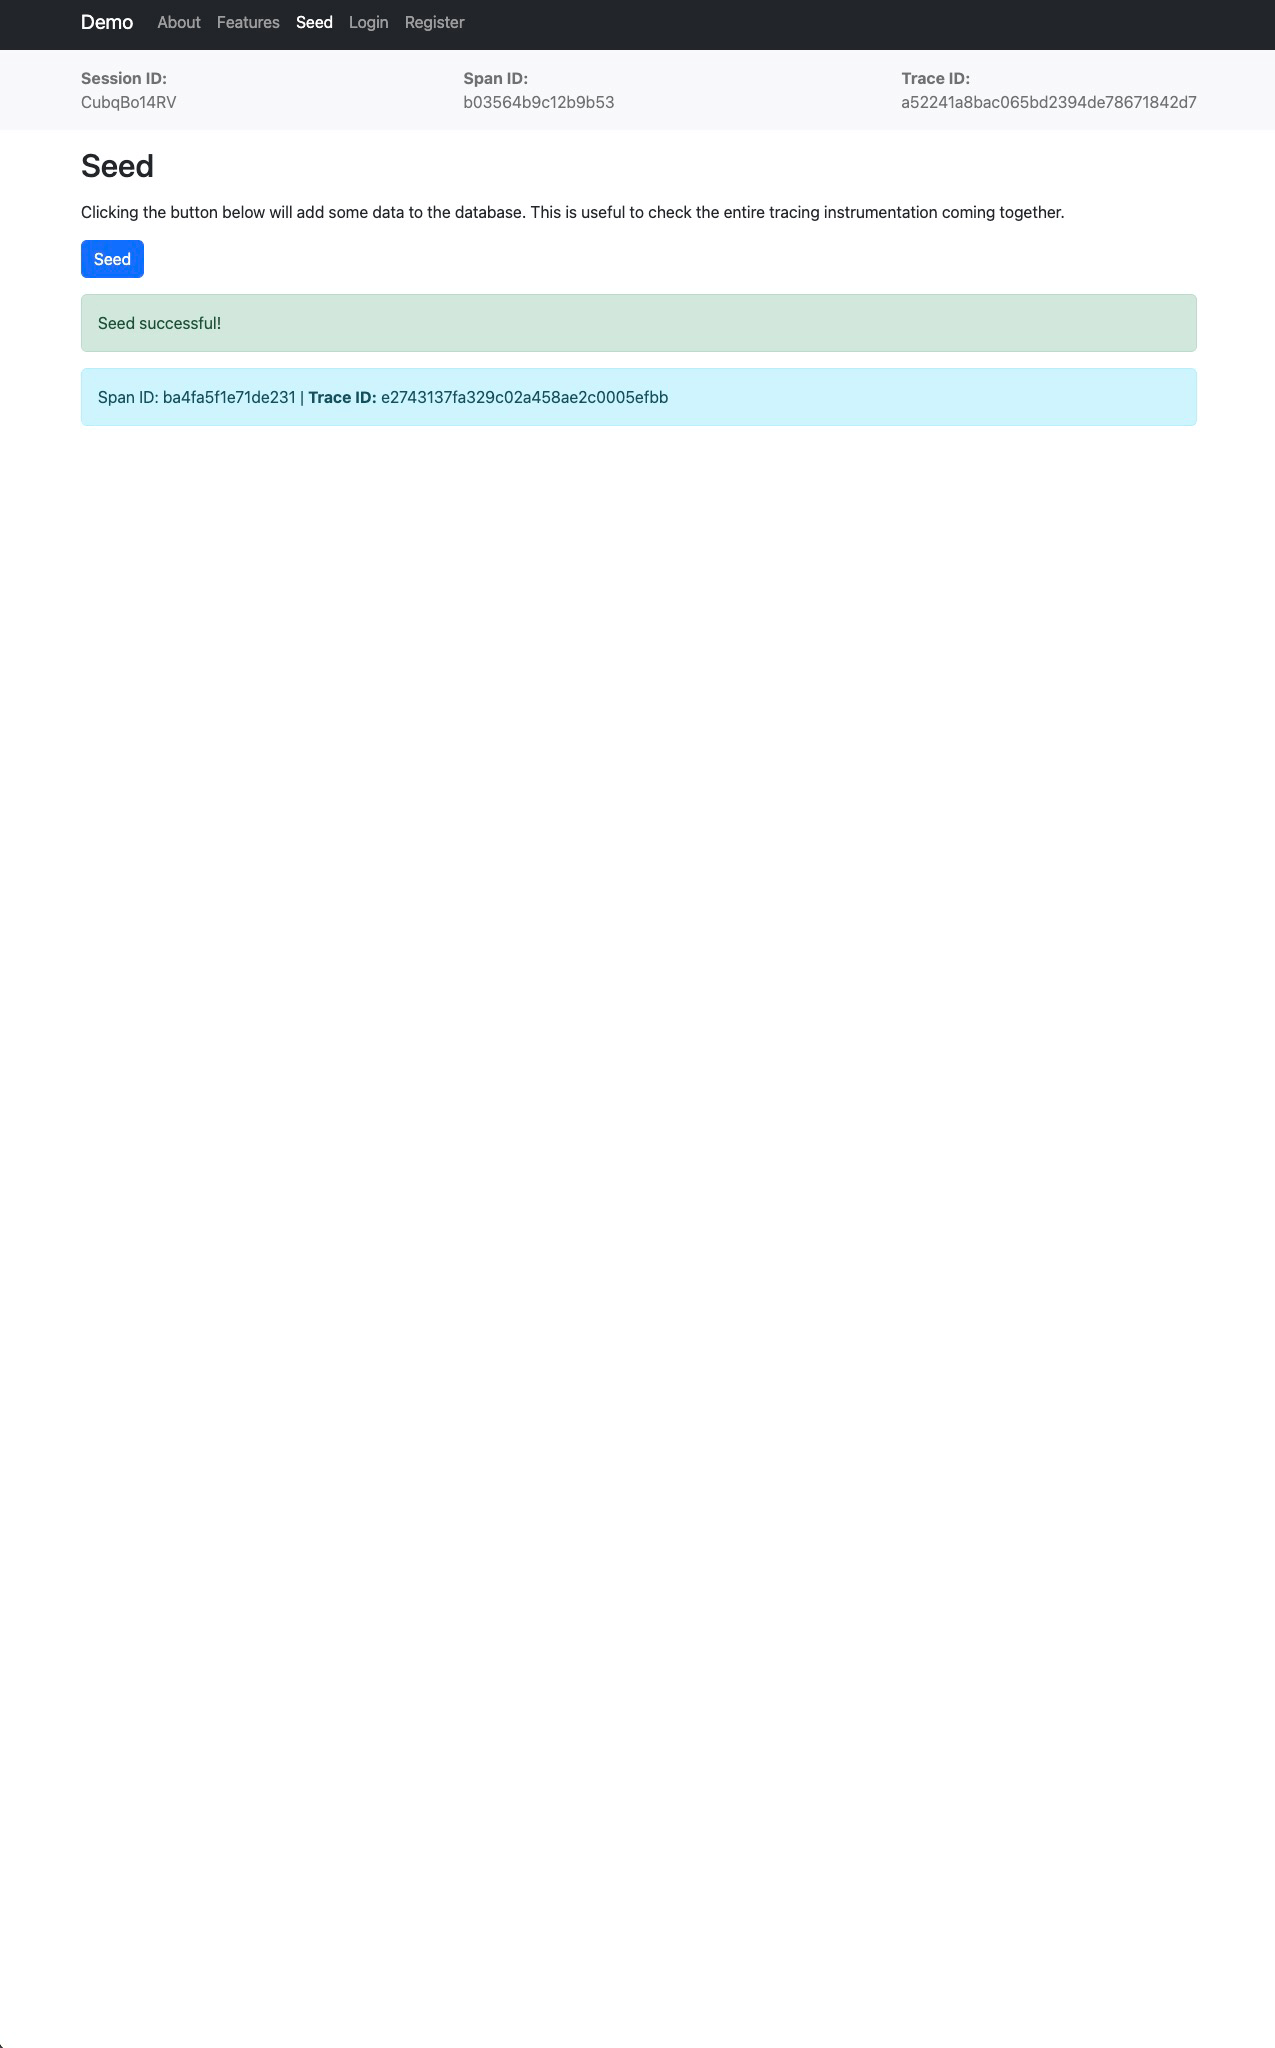 Demo About Features Seed Login Register
Session ID: Span ID: Trace ID:
CubqBo14RV b03564b9c12b9b53 a52241a8bac065bd2394de78671842d7
Seed
Clicking the button below will add some data to the database. This is useful to check the entire tracing instrumentation coming together.
Seed
Seed successful!
Span ID: ba4fa5f1e71de231 | Trace ID: e2743137fa329c02a458ae2c0005efbb